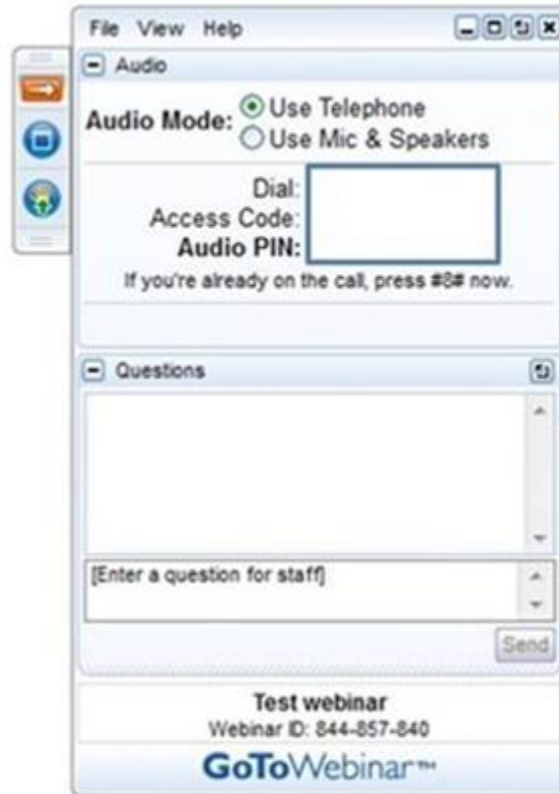 File View Help
Audio
Audio Mode: Use Telephone
Use Mic & Speakers
Dial:
Access Code:
Audio PIN:
If you're already on the call, press #8# now.
Questions
[Enter a question for staff]
Send
Test webinar
Webinar ID: 844-857-840
GoToWebinar™